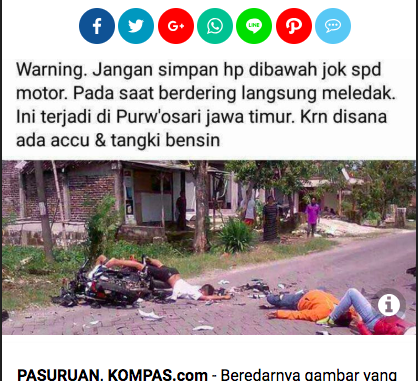 G+
LINE
Warning. Jangan simpan hp dibawah jok spd
motor. Pada saat berdering langsung meledak.
Ini terjadi di Purw'osari jawa timur. Krn disana
ada accu & tangki bensin
i
PASURUAN, KOMPAS.com - Beredarnya gambar yang